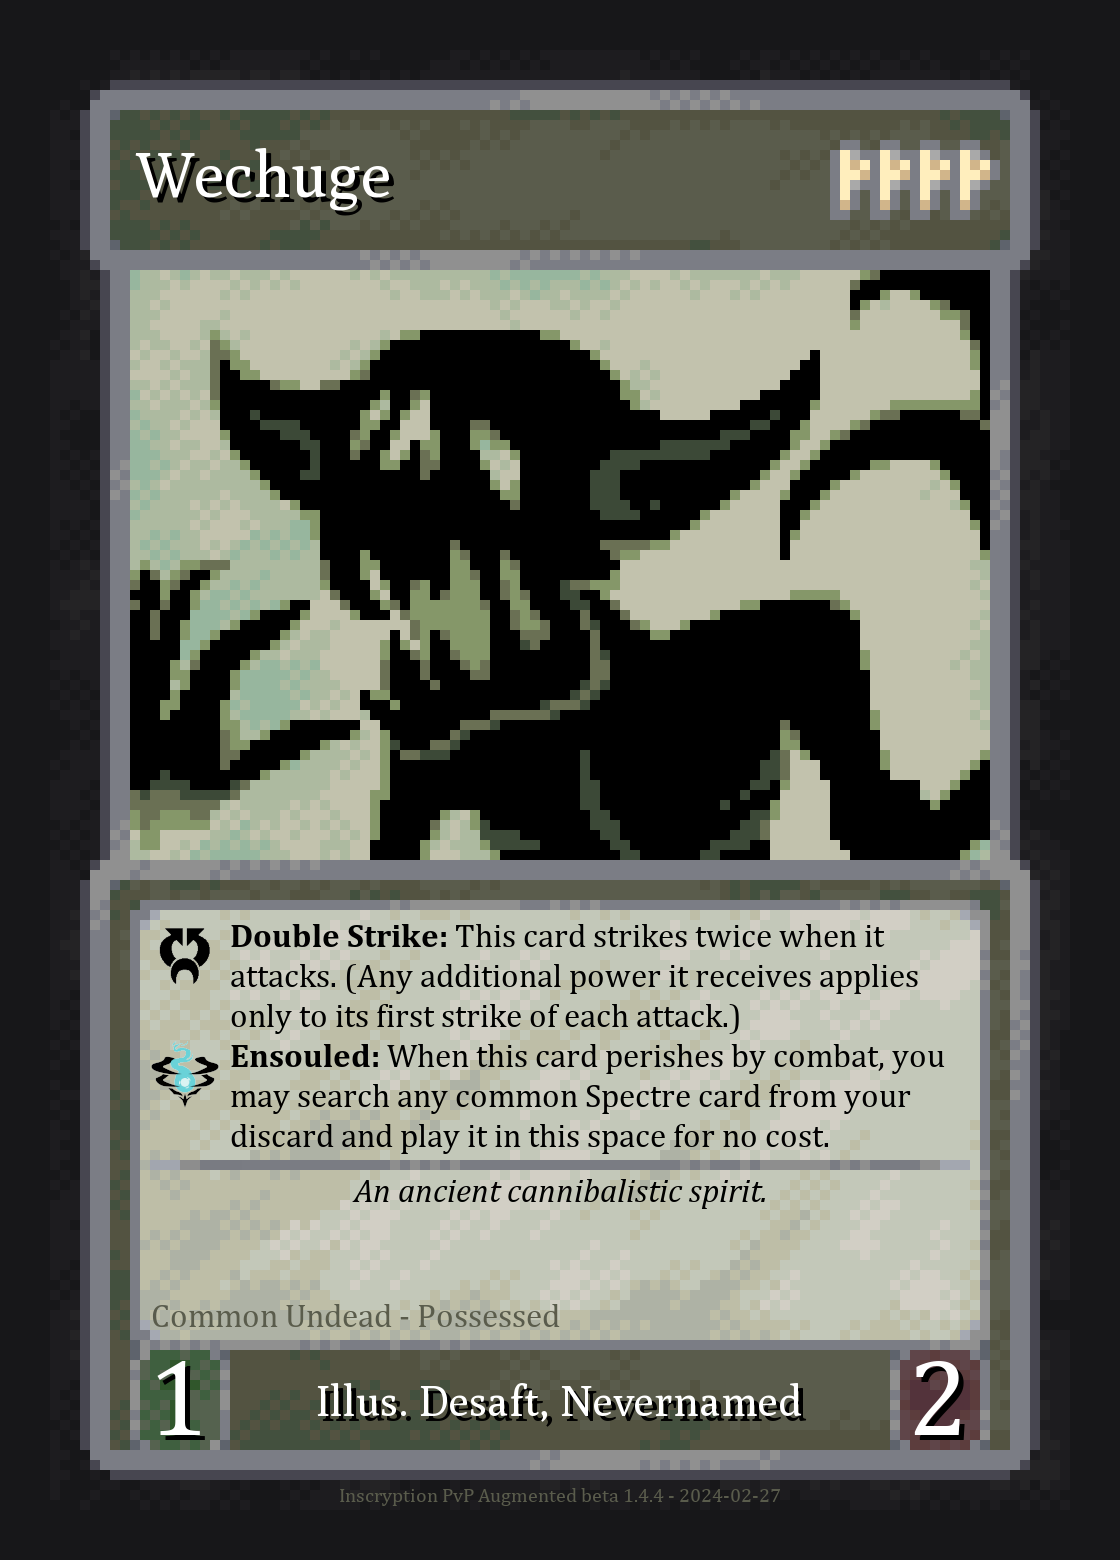 Wechuge
Double Strike: This card strikes twice when it
attacks. (Any additional power it receives applies
only to its first strike of each attack.)
Ensouled: When this card perishes by combat, you
may search any common Spectre card from your
discard and play it in this space for no cost.
An ancient cannibalistic spirit.
Common Undead - Possessed
1
Illus. Desaft, Nevernamed
2
Inscryption PvP Augmented beta 1.4.4 - 2024-02-27